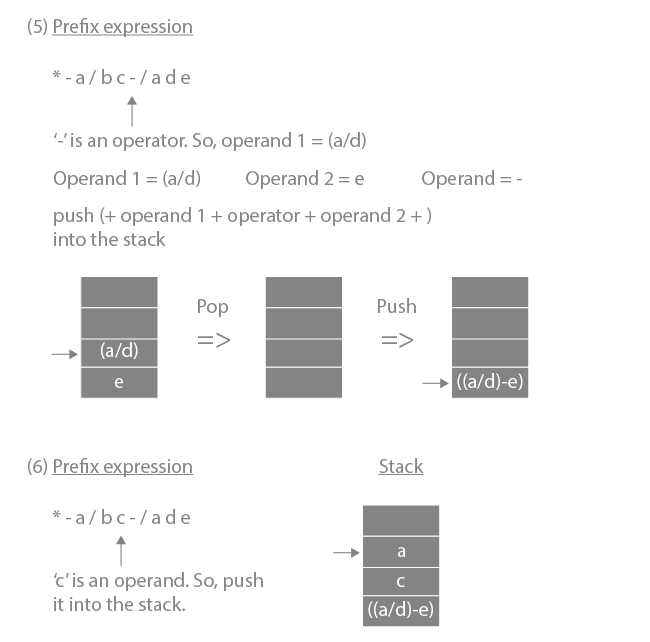 (5) Prefix expression
* - a / b c - / a d e
‘-’ is an operator. So, operand 1 = (a/d)
Operand 1 = (a/d) Operand 2 = e Operand = -
push (+ operand 1 + operator + operand 2 + )
into the stack
Pop
=>
Push
=>
(a/d)
e
((a/d)-e)
(6) Prefix expression Stack
* - a / b c - / a d e
‘c’ is an operand. So, push
it into the stack.
a
c
((a/d)-e)